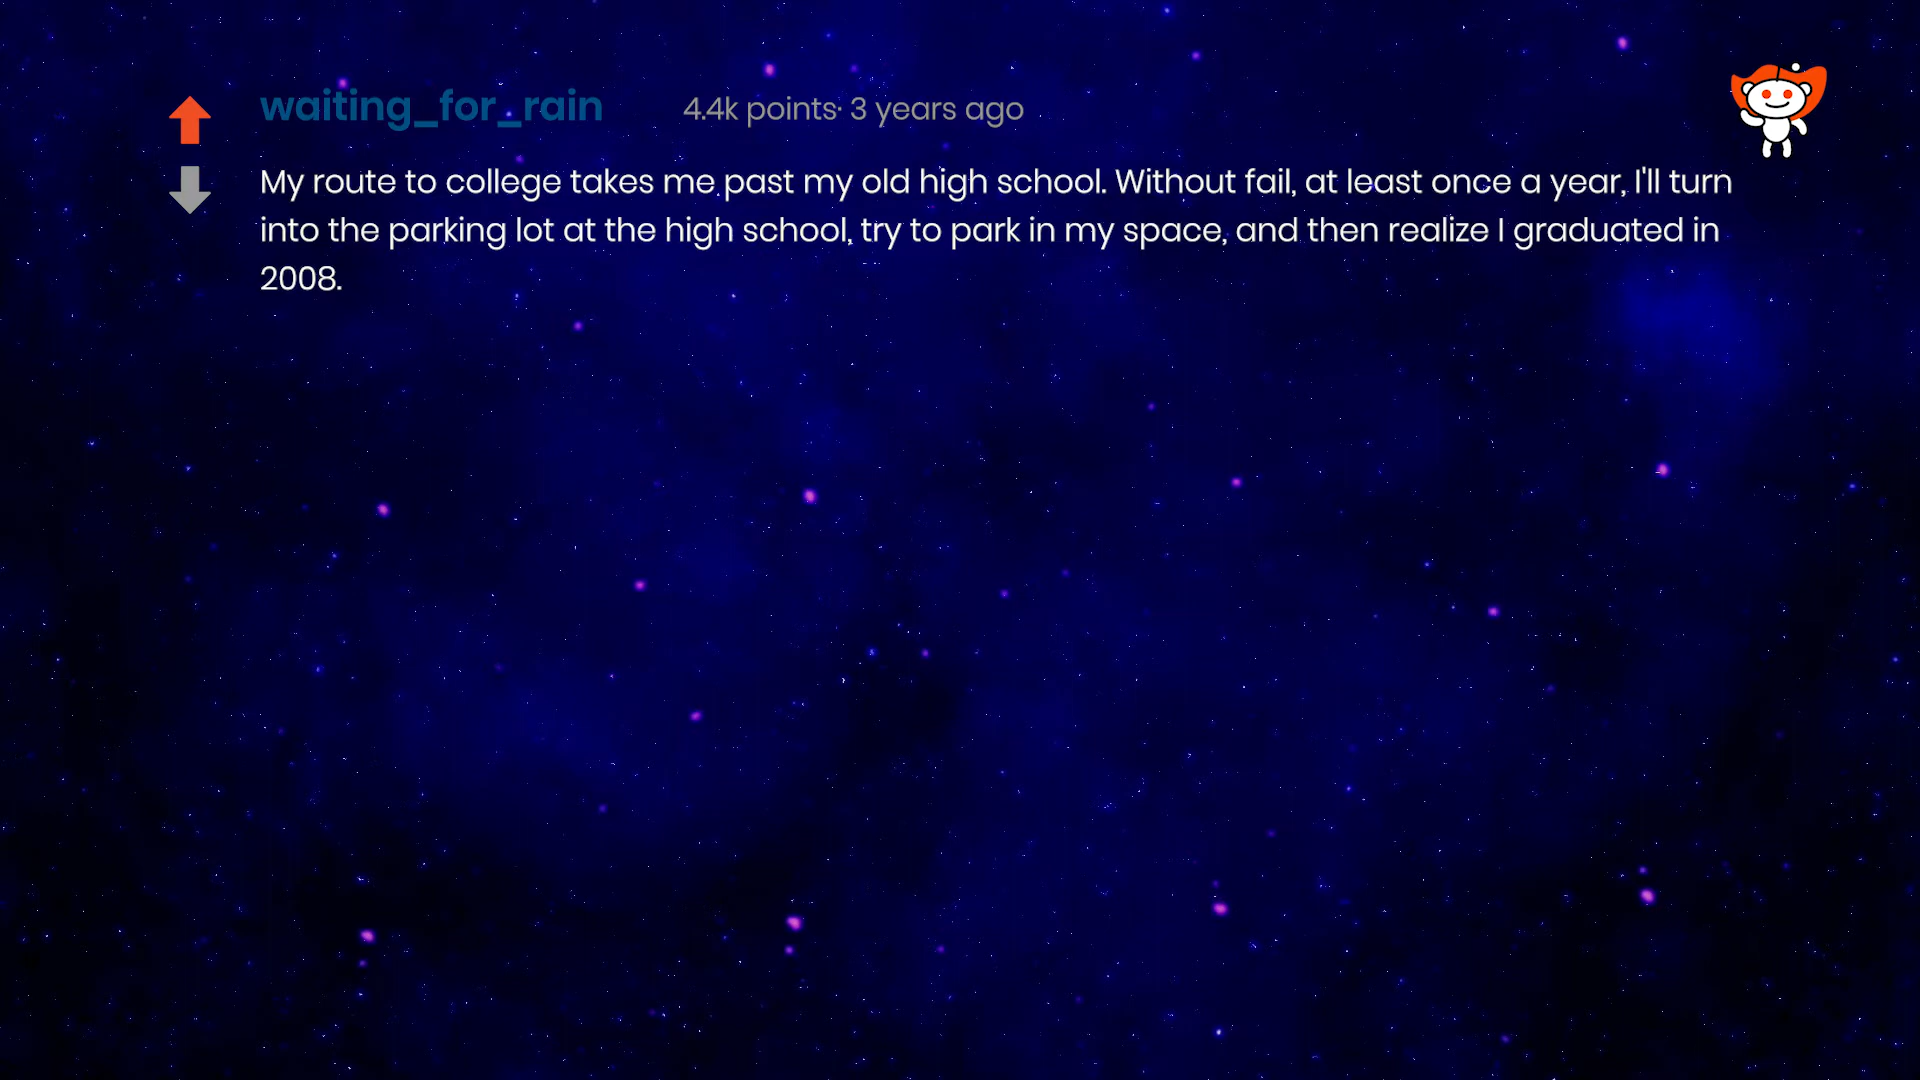 waiting_for_rain 4.4k points· 3 years ago
My route to college takes me past my old high school. Without fail, at least once a year, I'll turn
into the parking lot at the high school, try to park in my space, and then realize I graduated in
2008.